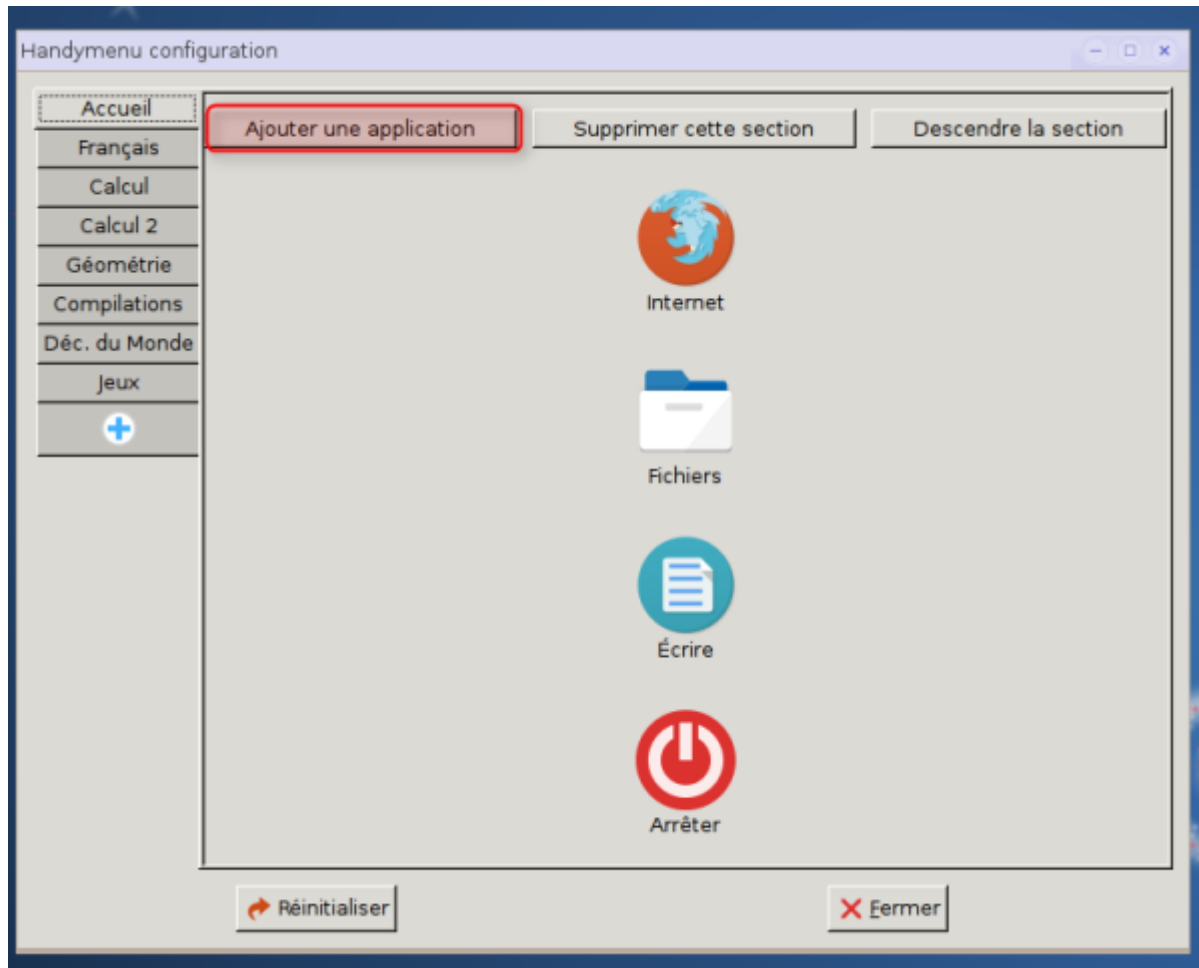 Handymenu configuration
Accueil
Français
Calcul
Calcul 2
Géométrie
Compilations
Déc. du Monde
Jeux
Ajouter une application
Supprimer cette section
Descendre la section
Internet
Fichiers
Écrire
Arrêter
Réinitialiser
Fermer